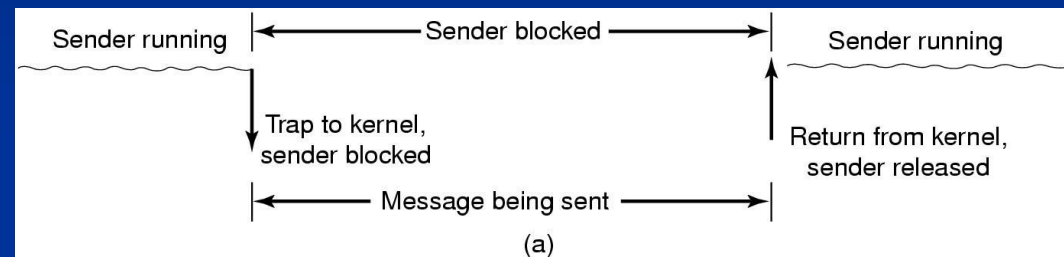 Sender running
Sender blocked
Sender running
Trap to kernel,
sender blocked
Return from kernel,
sender released
Message being sent
(a)